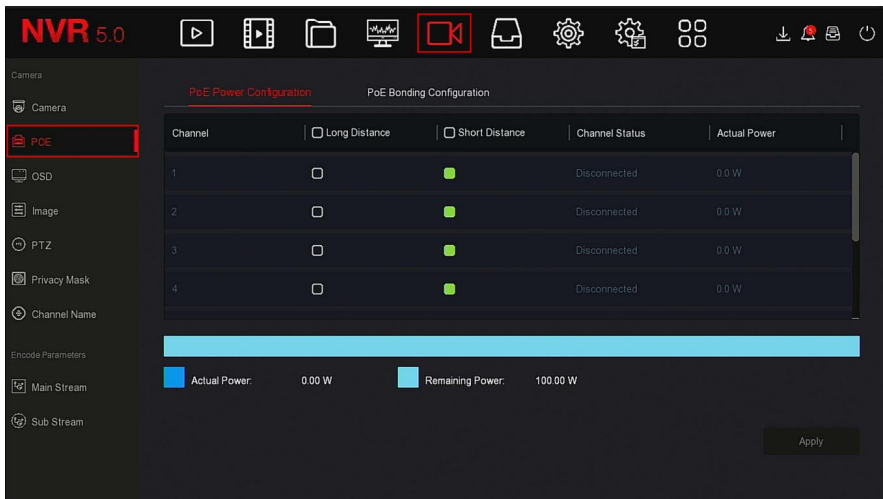 NVR 5.0
5
Camera
Camera
POE
OSD
Image
PTZ
Privacy Mask
Channel Name
Encode Parameters
Main Stream
Sub Stream
PoE Power Configuration PoE Bonding Configuration
Channel Long Distance Short Distance Channel Status Actual Power
1 Disconnected 0.0 W
2 Disconnected 0.0 W
3 Disconnected 0.0 W
4 Disconnected 0.0 W
Actual Power: 0.00 W Remaining Power: 100.00 W
Apply